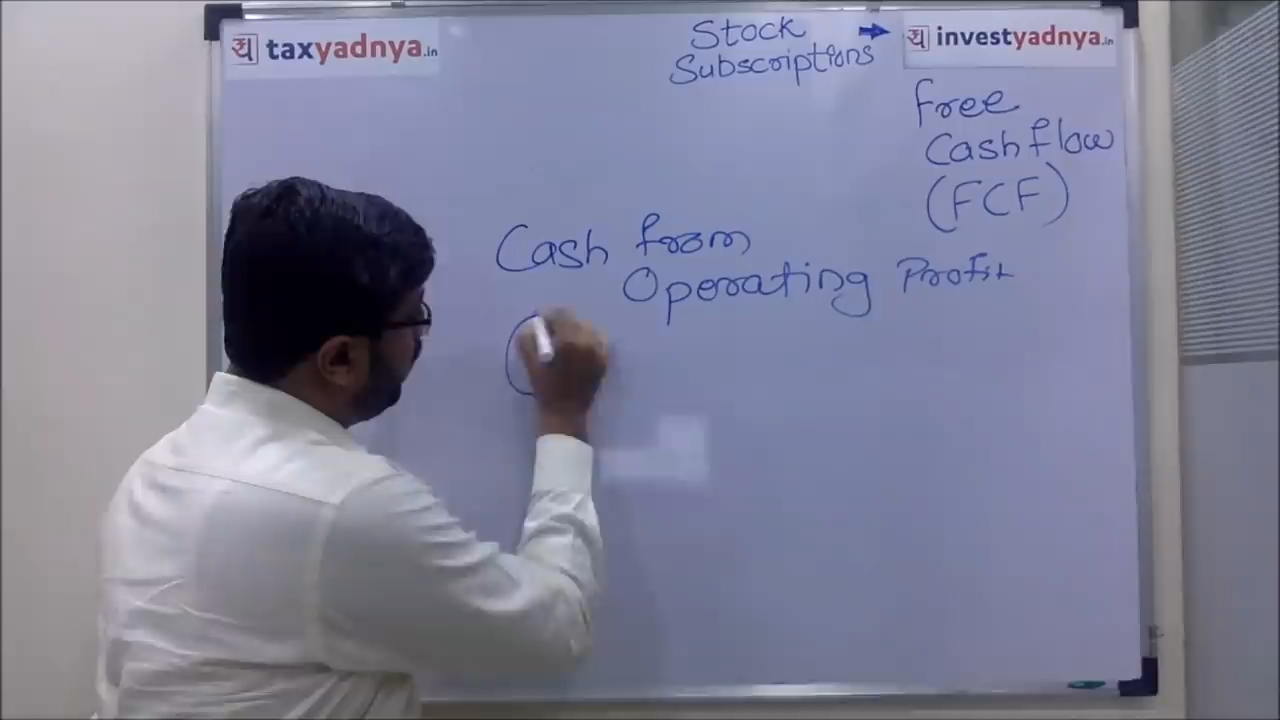 taxyadnya.in
Stock
Subscriptions
investyadnya.in
Free
Cashflow
(FCF)
Cash from
Operating Profit